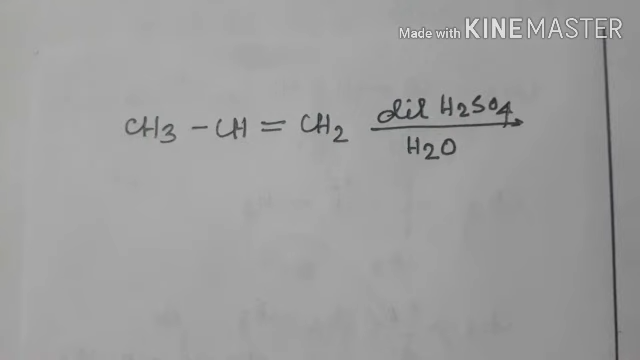 Made with KINEMASTER
CH3 - CH = CH2 dil H2SO4
H2O